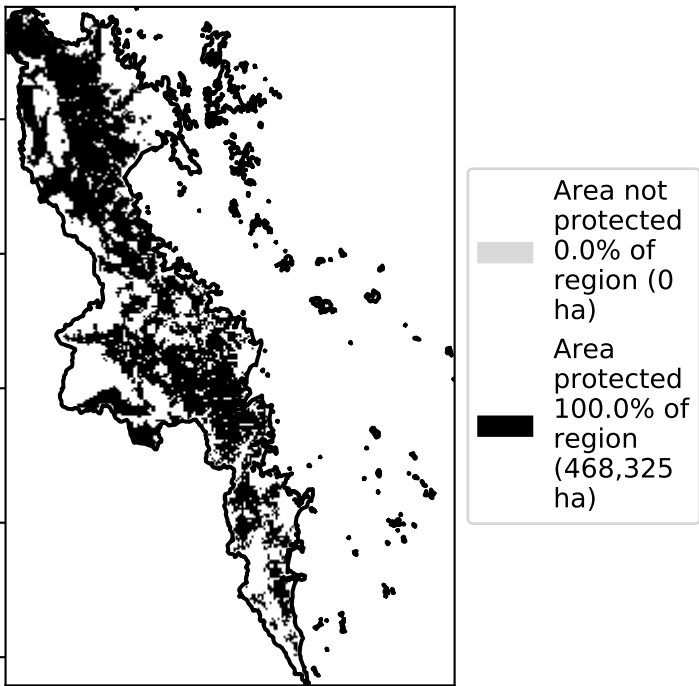 Area not
protected
0.0% of
region (0
ha)
Area
protected
100.0% of
region
(468,325
ha)